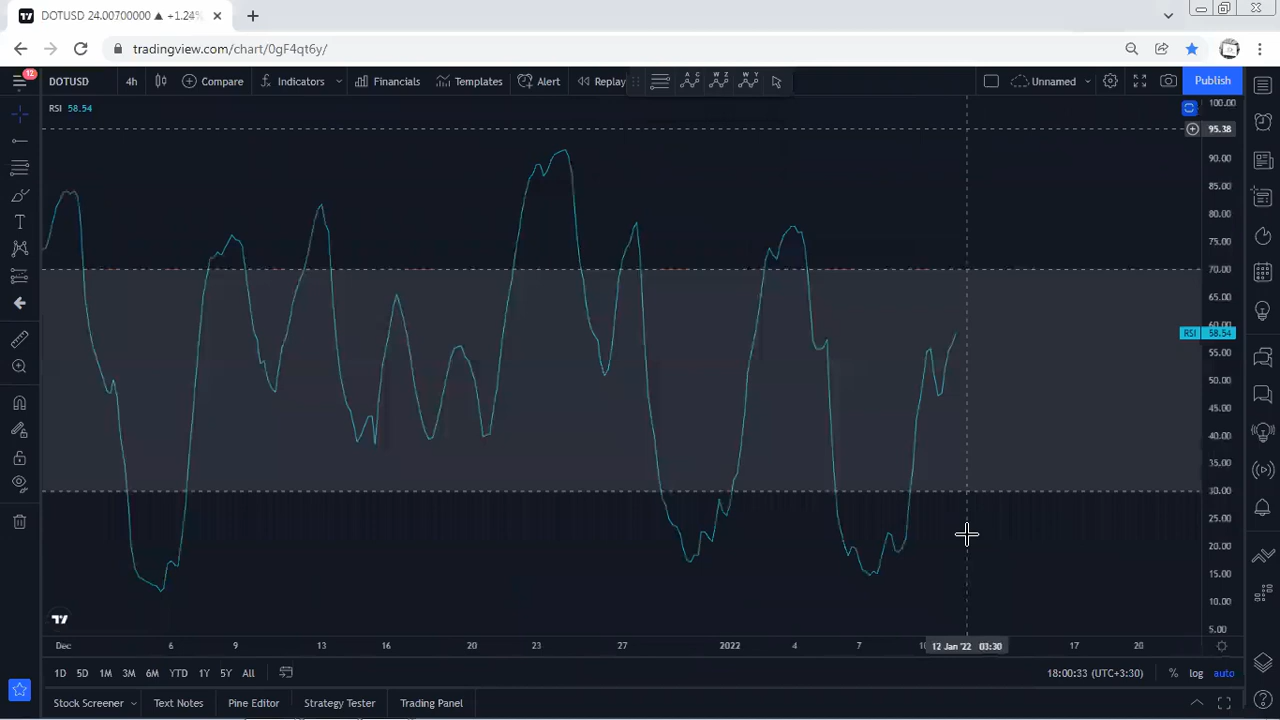 DOTUSD 24.00700000 ▲ +1.24%
tradingview.com/chart/0gF4qt6y/
12
DOTUSD 4h Compare Indicators Financials Templates Alert Replay Unnamed Publish
A C W Z W Y
RSI 58.54
100.00
95.38
90.00
85.00
80.00
75.00
70.00
65.00
60.00
RSI 58.54
55.00
50.00
45.00
40.00
35.00
30.00
25.00
20.00
15.00
10.00
5.00
Dec 6 9 13 16 20 23 27 2022 4 7 12 Jan '22 03:30 17 20
1D 5D 1M 3M 6M YTD 1Y 5Y All 18:00:33 (UTC+3:30) % log auto
Stock Screener Text Notes Pine Editor Strategy Tester Trading Panel